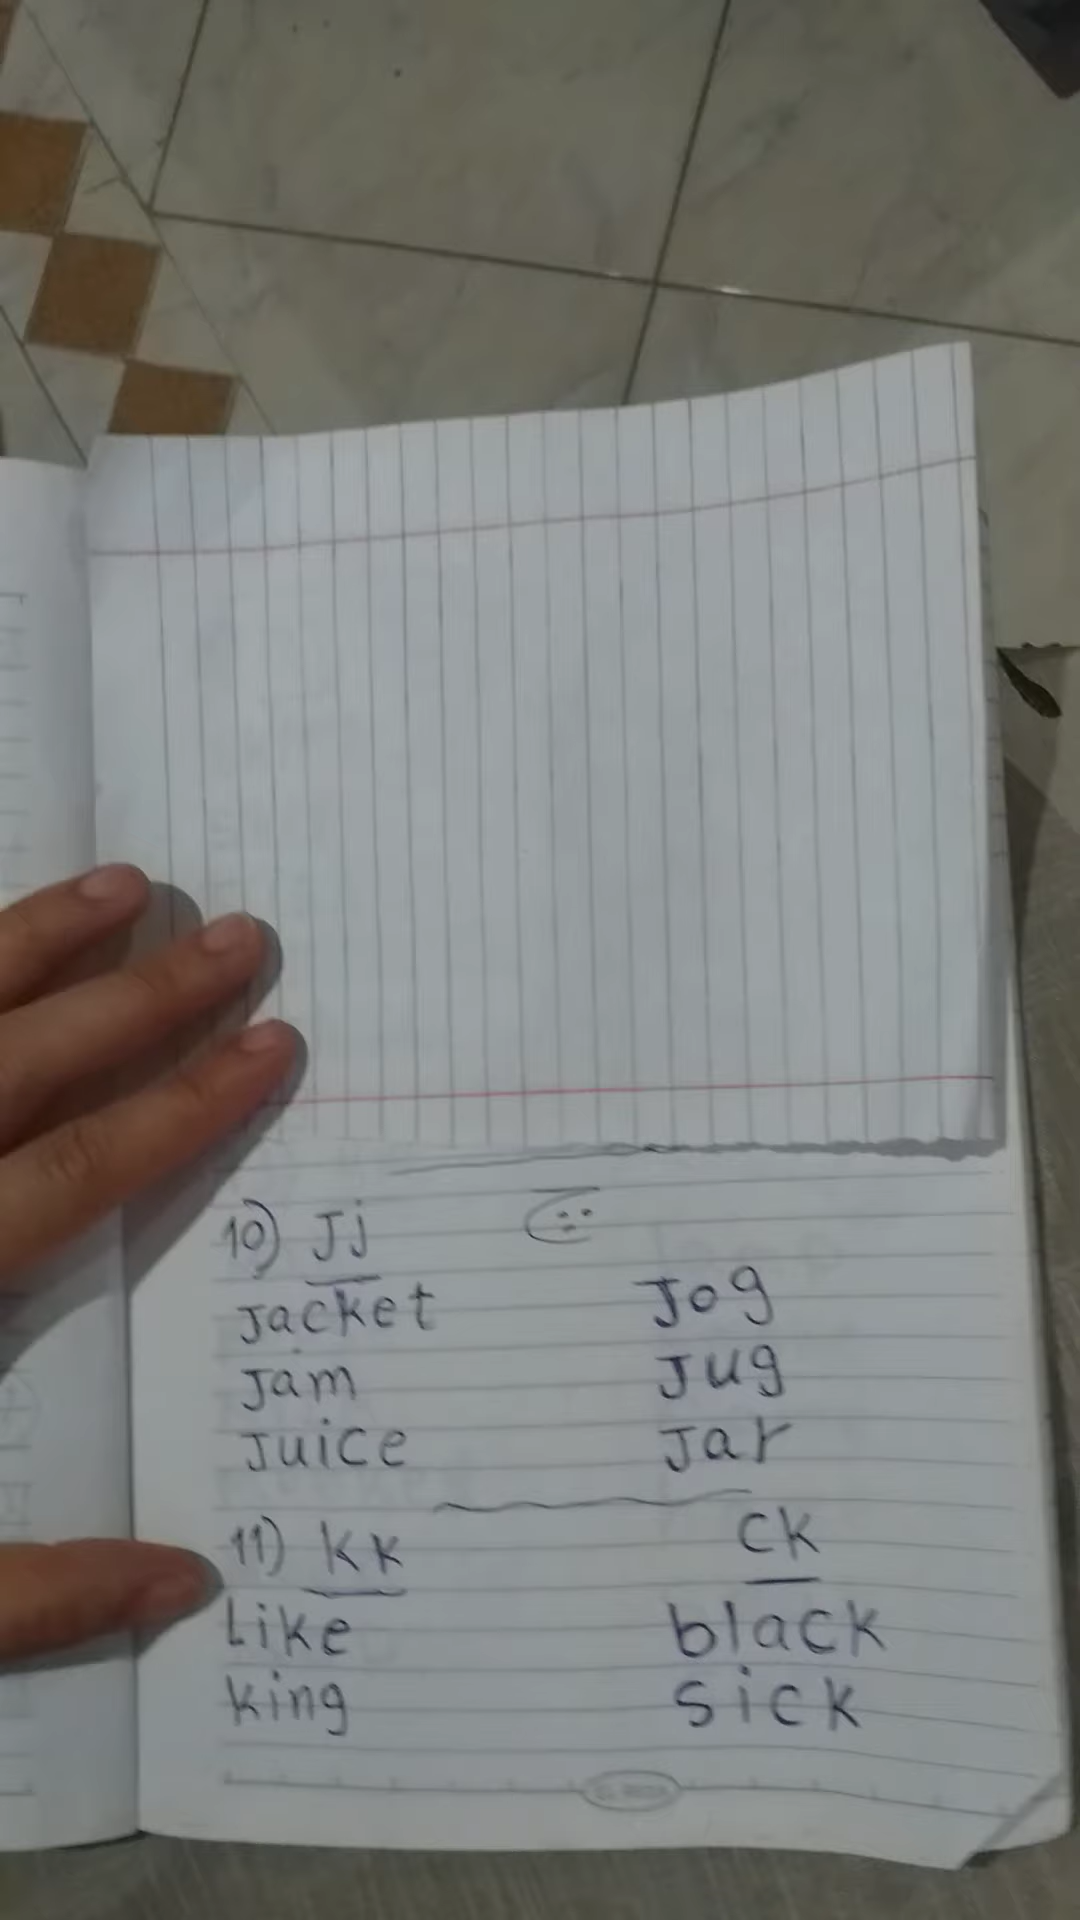 10) Jj
Jacket Jog
Jam Jug
Juice Jar
11) kk ck
Like black
king sick